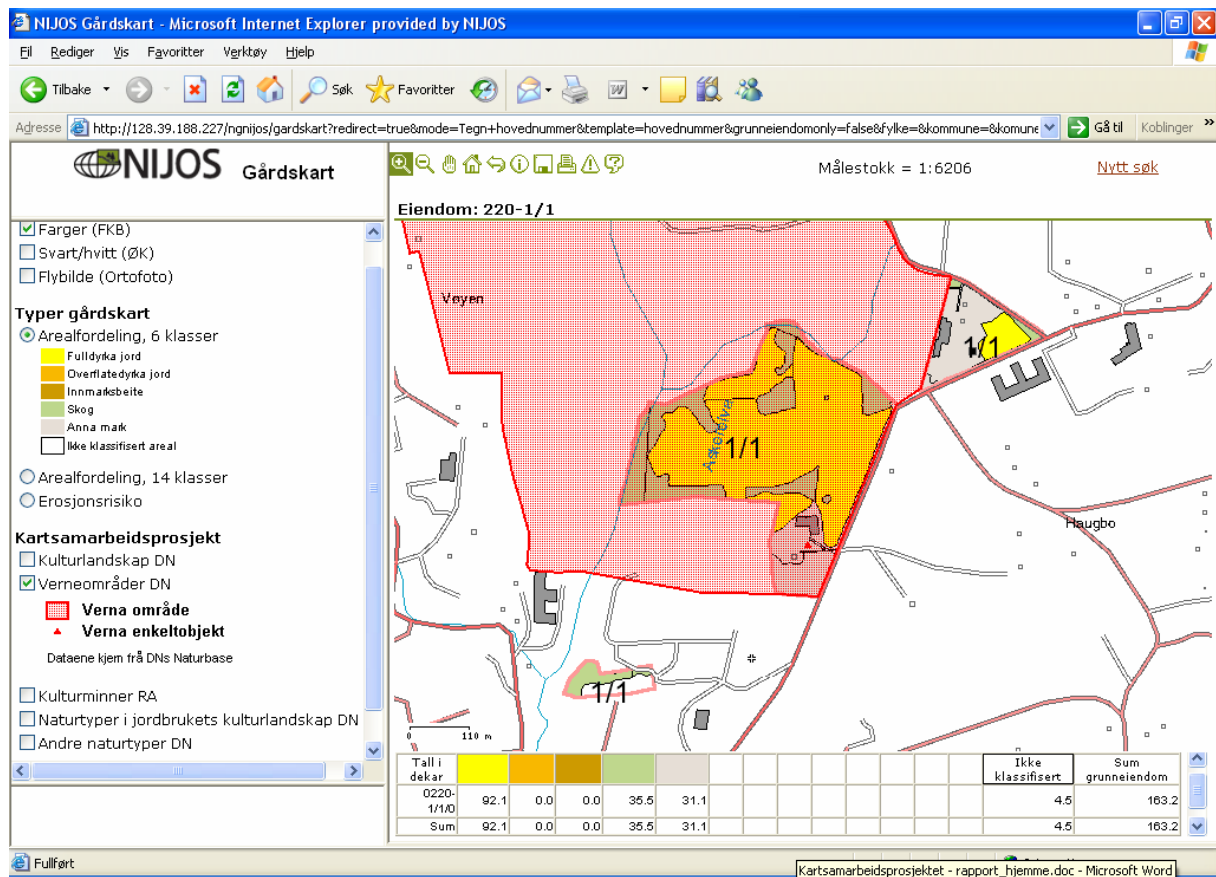 NIJOS Gårdskart - Microsoft Internet Explorer provided by NIJOS
Fil Rediger Vis Favoritter Verktøy Hjelp
Tilbake Søk Favoritter
Adresse http://128.39.188.227/ngnijos/gardskart?redirect=true&mode=Tegn+hovednummer&template=hovednummer&grunneiendomonly=false&fylke=&kommune=&komune Gå til Koblinger »
NIJOS Gårdskart
Målestokk = 1:6206
Nytt søk
Eiendom: 220-1/1
Farger (FKB)
Svart/hvitt (ØK)
Flybilde (Ortofoto)
Typer gårdskart
Arealfordeling, 6 klasser
Fulldyrka jord
Overflatedyrka jord
Innmarksbeite
Skog
Anna mark
Ikke klassifisert areal
Arealfordeling, 14 klasser
Erosjonsrisiko
Kartsamarbeidsprosjekt
Kulturlandskap DN
Verneområder DN
Verna område
Verna enkeltobjekt
Dataene kjem frå DNs Naturbase
Kulturminner RA
Naturtyper i jordbrukets kulturlandskap DN
Andre naturtyper DN
Vøyen
1/1
Askerelva
1/1
Haugbo
1/1
0 110 m
Tall i dekar Ikke klassifisert Sum grunneiendom
0220-1/1/0 92.1 0.0 0.0 35.5 31.1 4.5 163.2
Sum 92.1 0.0 0.0 35.5 31.1 4.5 163.2
Fullført
Kartsamarbeidsprosjektet - rapport_hjemme.doc - Microsoft Word